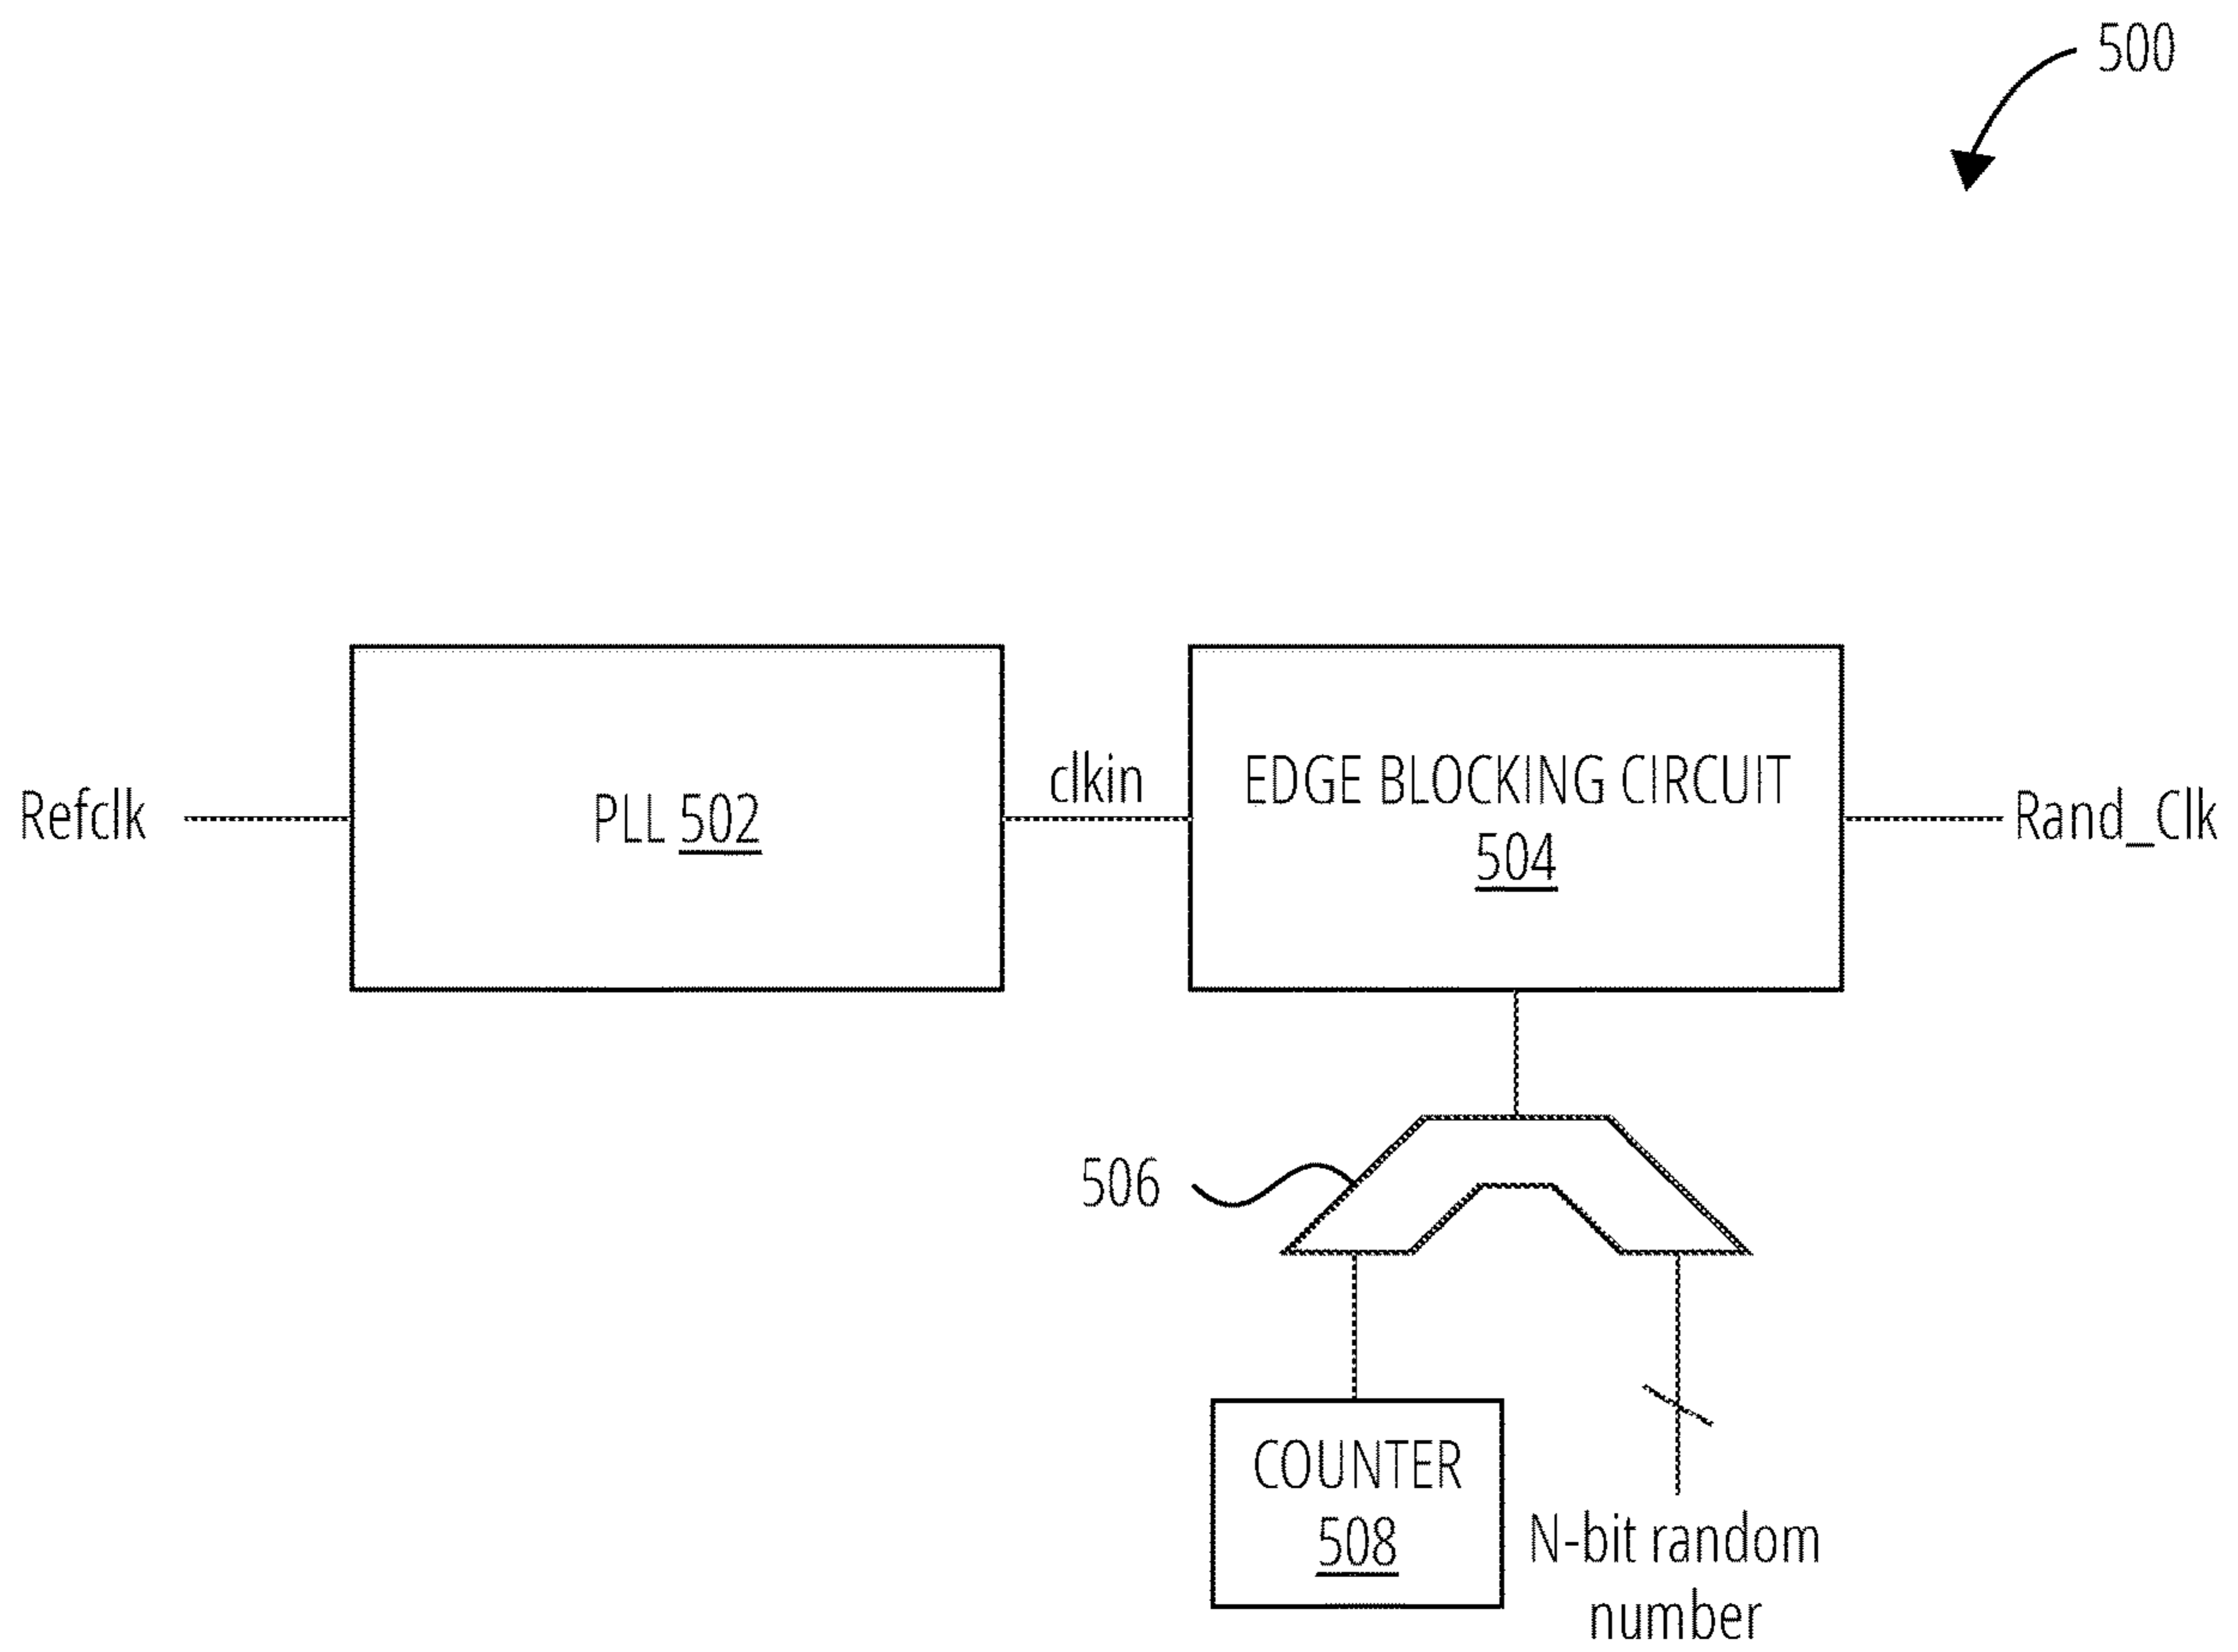 500
Refclk
PLL 502
clkin
EDGE BLOCKING CIRCUIT
504
Rand_Clk
506
COUNTER
508
N-bit random
number